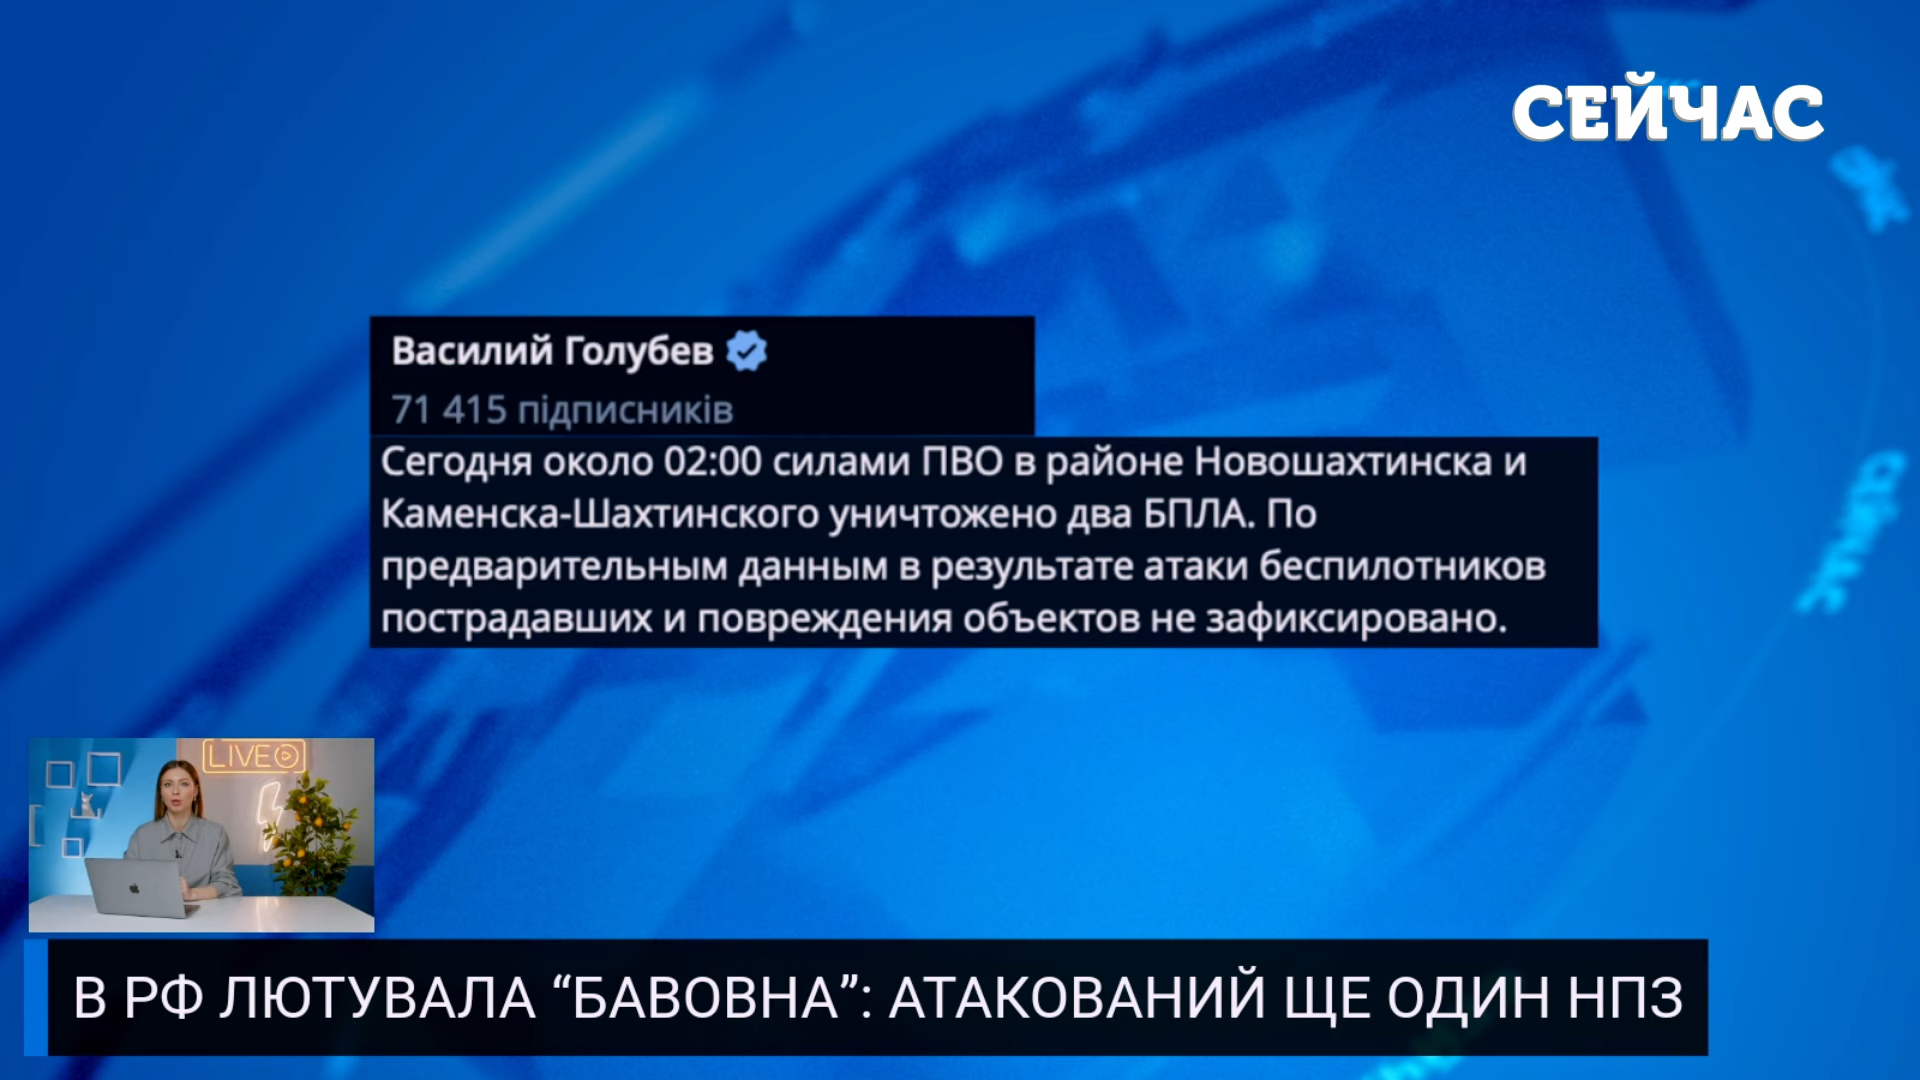 СЕЙЧАС
Василий Голубев
71 415 підписників
Сегодня около 02:00 силами ПВО в районе Новошахтинска и
Каменска-Шахтинского уничтожено два БПЛА. По
предварительным данным в результате атаки беспилотников
пострадавших и повреждения объектов не зафиксировано.
LIVE
В РФ ЛЮТУВАЛА “БАВОВНА”: АТАКОВАНИЙ ЩЕ ОДИН НПЗ